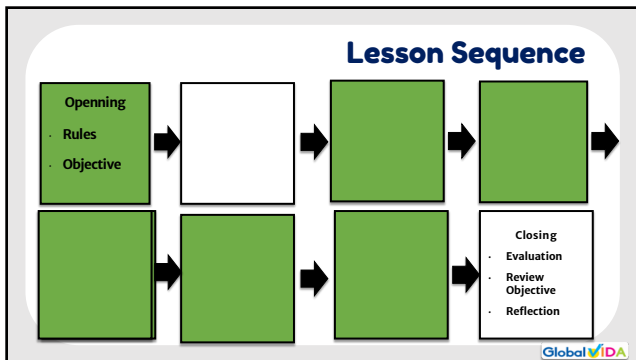 Lesson Sequence
Openning
· Rules
· Objective
Closing
· Evaluation
· Review
Objective
· Reflection
Global ViDA